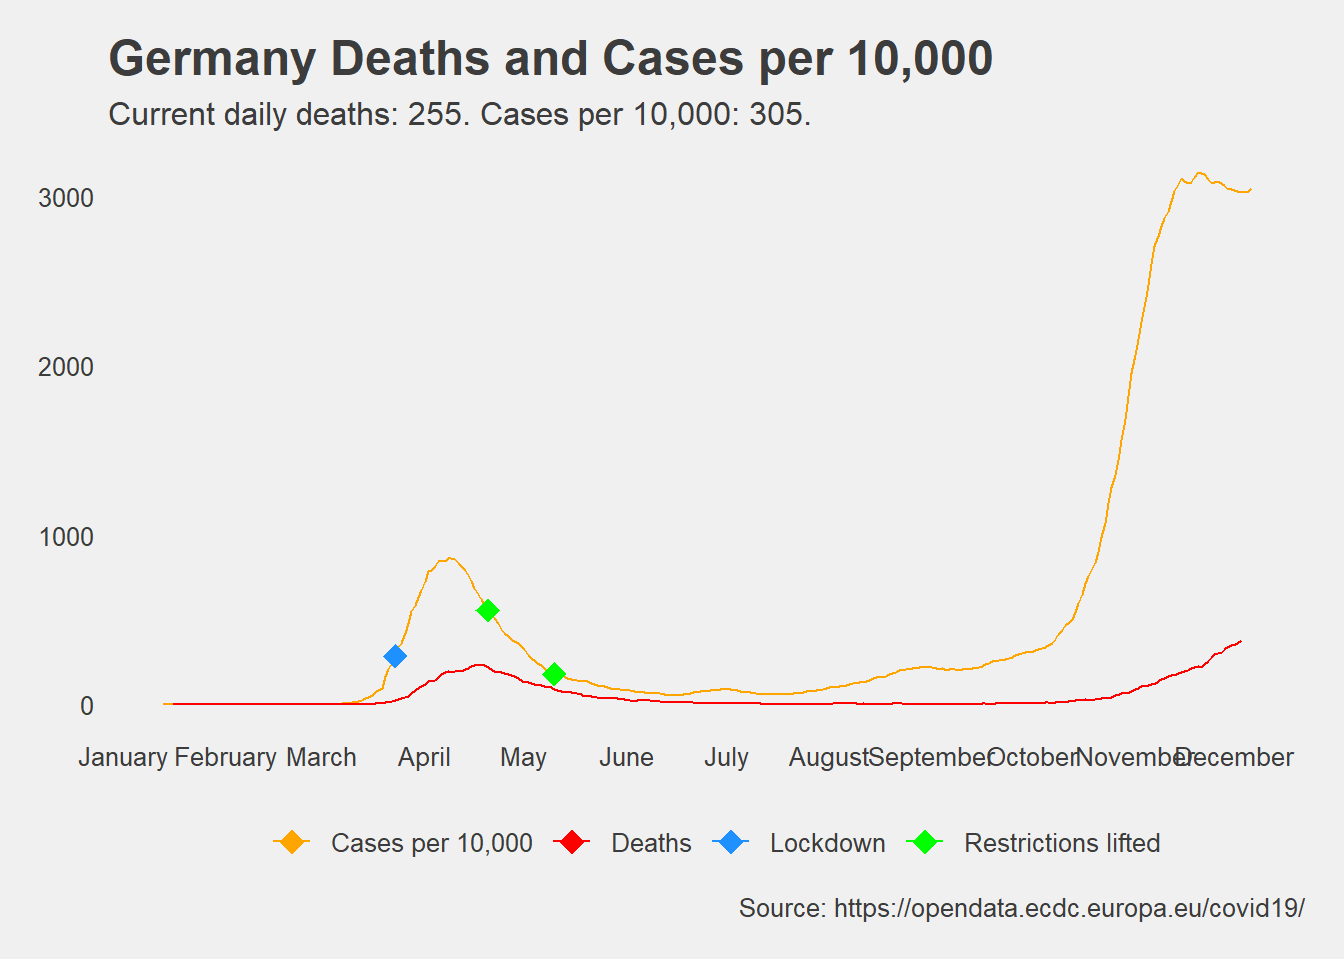 Germany Deaths and Cases per 10,000
Current daily deaths: 255. Cases per 10,000: 305.
3000
2000
1000
0
January February March April May June July August September October November December
Cases per 10,000 Deaths Lockdown Restrictions lifted
Source: https://opendata.ecdc.europa.eu/covid19/